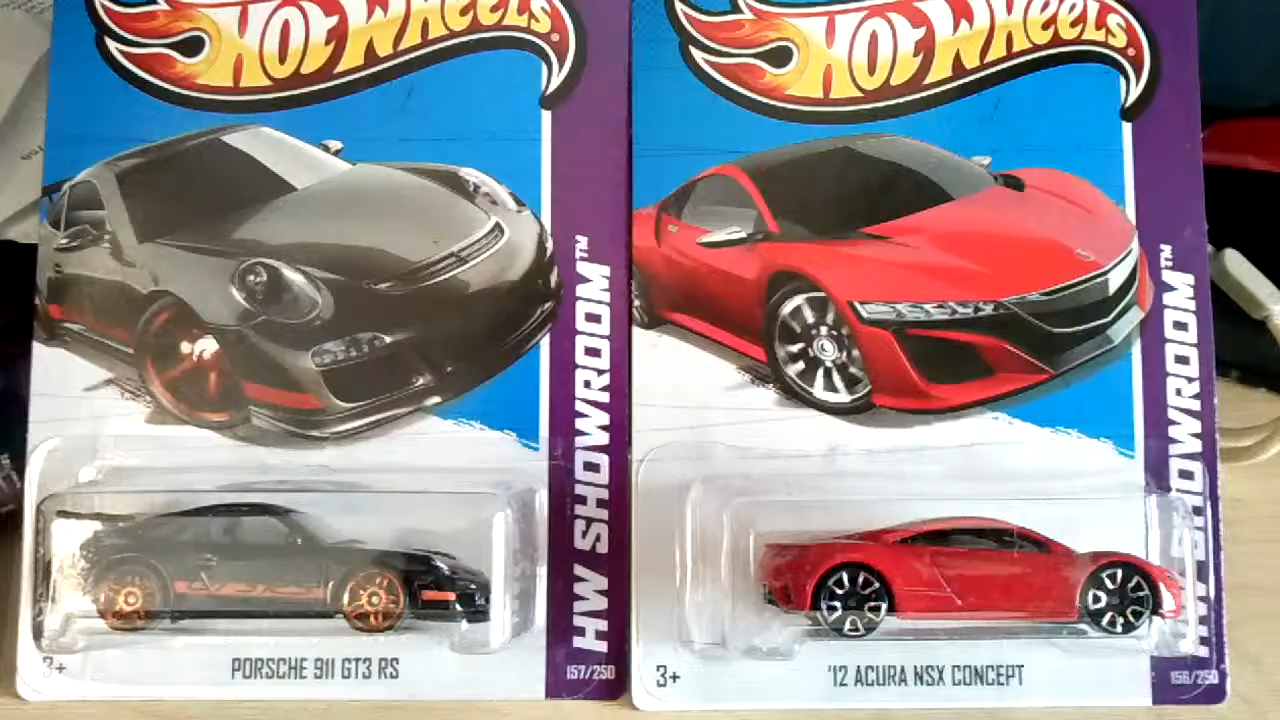 HOT WHEELS
HW SHOWROOM™
3+
PORSCHE 911 GT3 RS
157/250
HOT WHEELS
HW SHOWROOM™
3+
'12 ACURA NSX CONCEPT
156/250